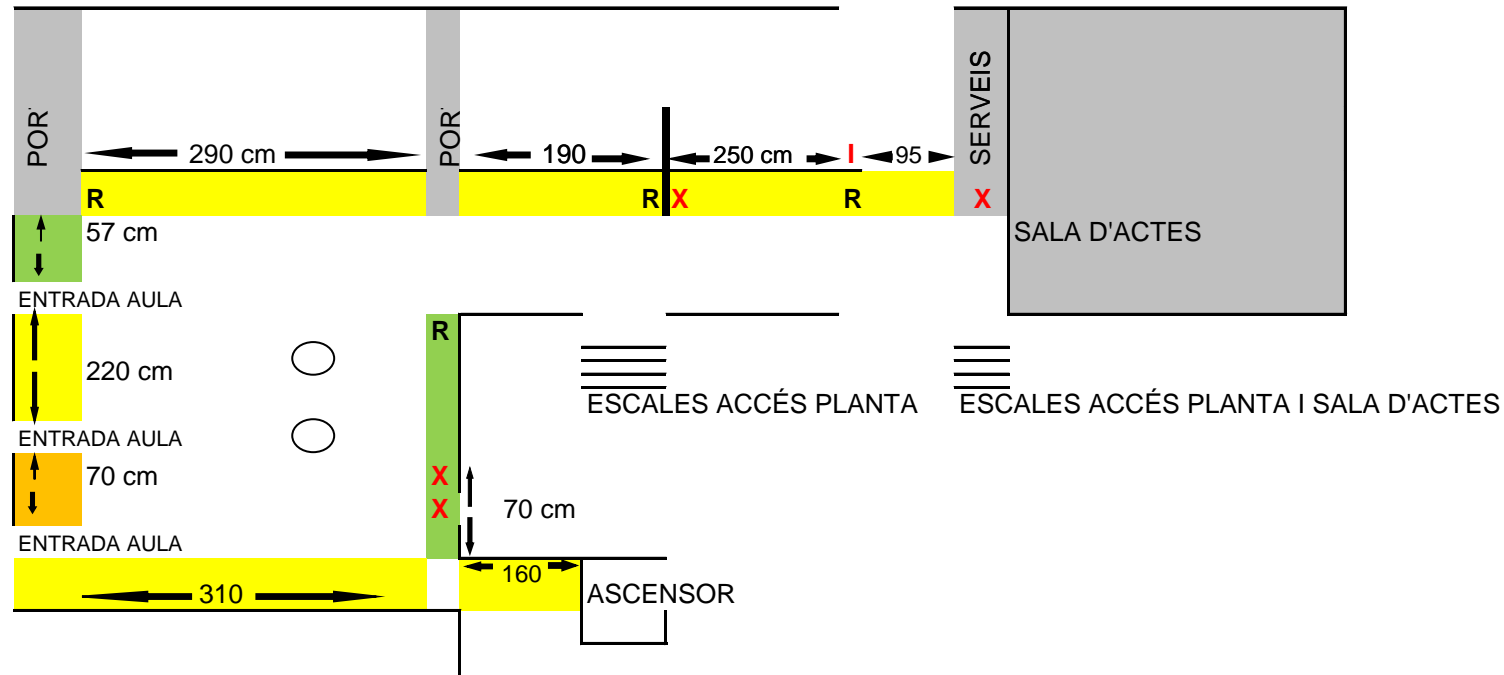 POR
290 cm
POR
190
250 cm
I
95
SERVEIS
R
R X
R
X
57 cm
SALA D'ACTES
ENTRADA AULA
R
220 cm
ESCALES ACCÉS PLANTA
ESCALES ACCÉS PLANTA I SALA D'ACTES
ENTRADA AULA
70 cm
X
X
70 cm
ENTRADA AULA
160
310
ASCENSOR